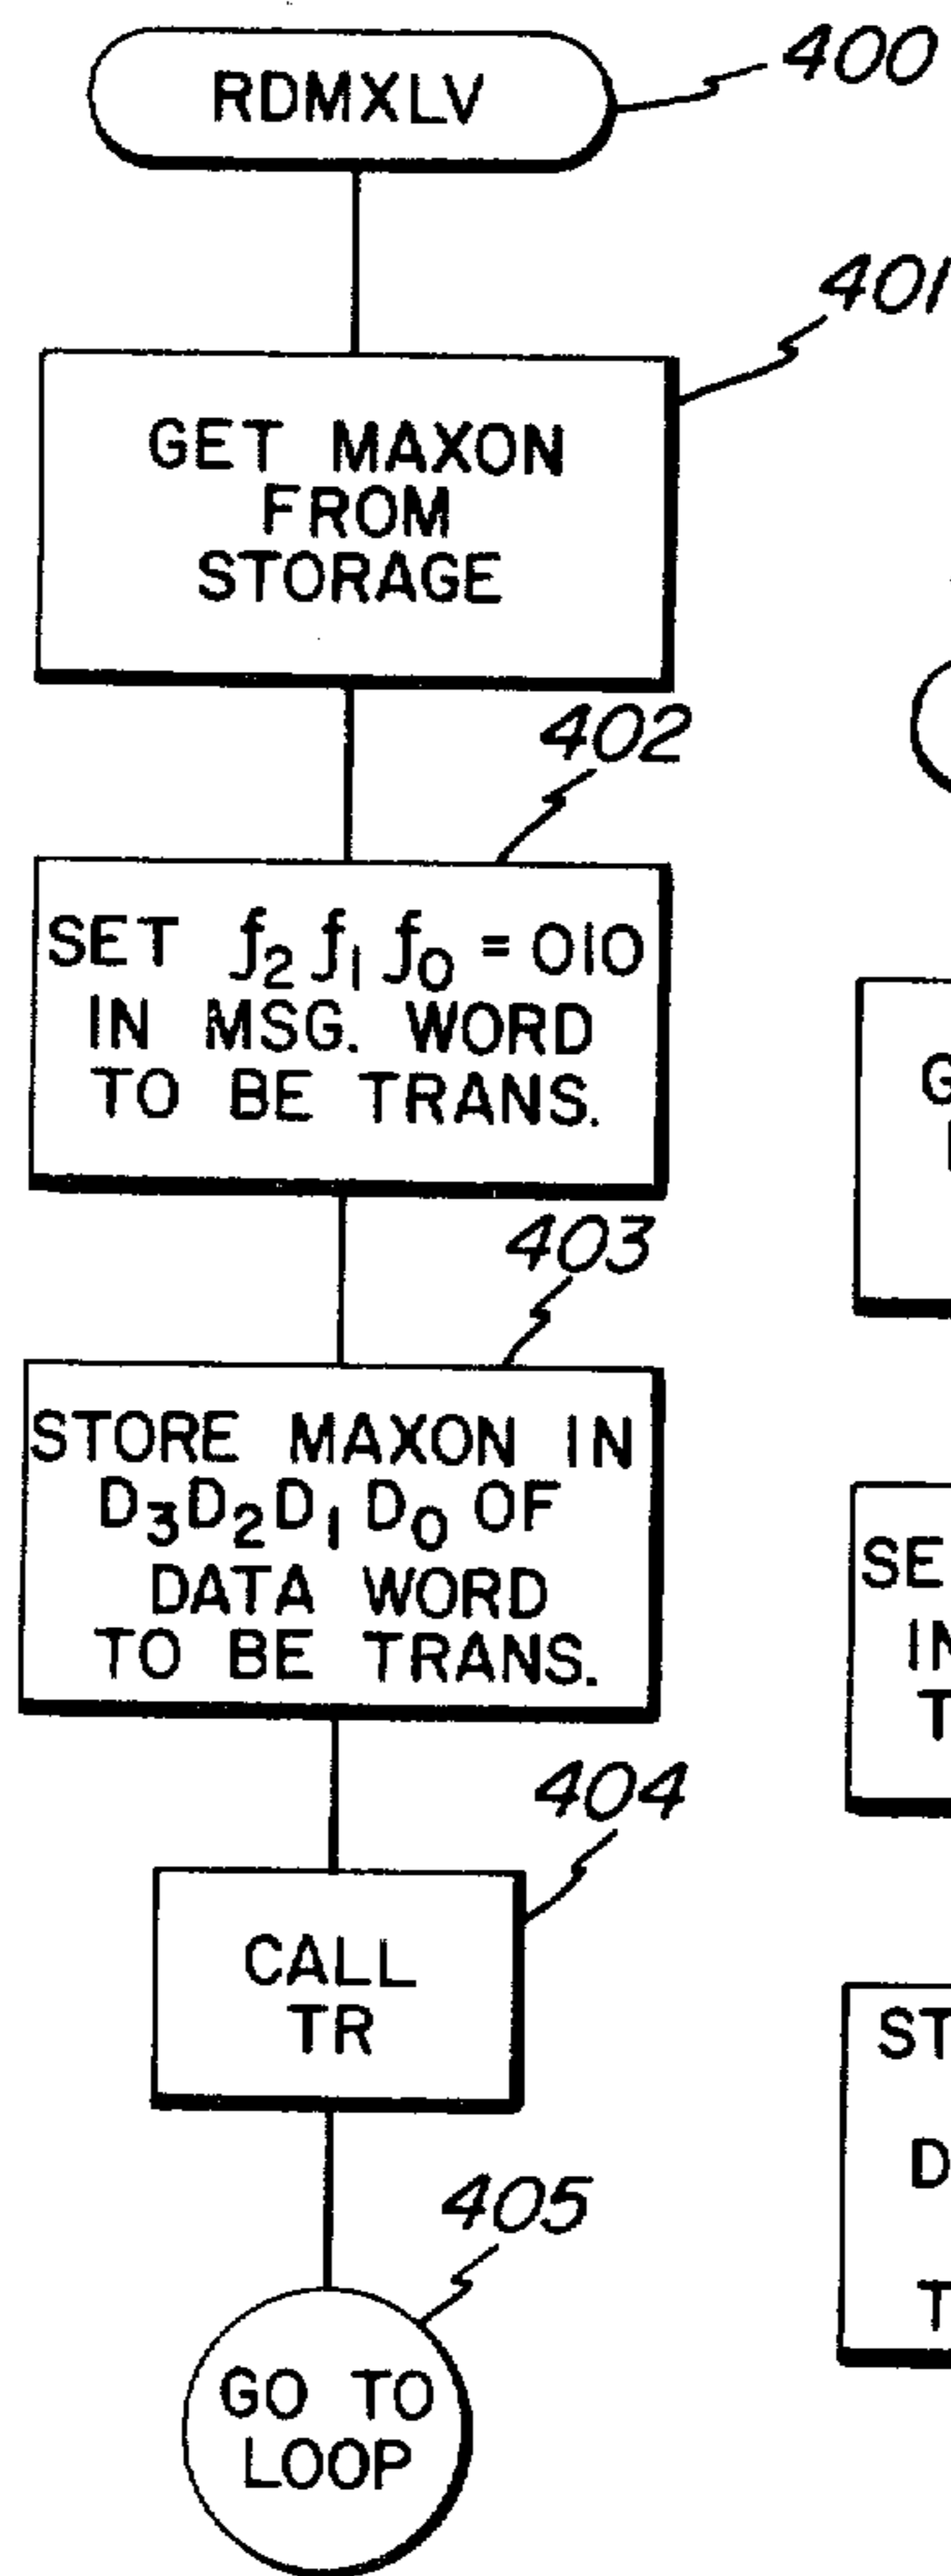 RDMXLV
400
401
GET MAXON
FROM
STORAGE
402
SET f₂ f₁ f₀ = 010
IN MSG. WORD
TO BE TRANS.
403
STORE MAXON IN
D₃D₂D₁D₀ OF
DATA WORD
TO BE TRANS.
404
CALL
TR
405
GO TO
LOOP